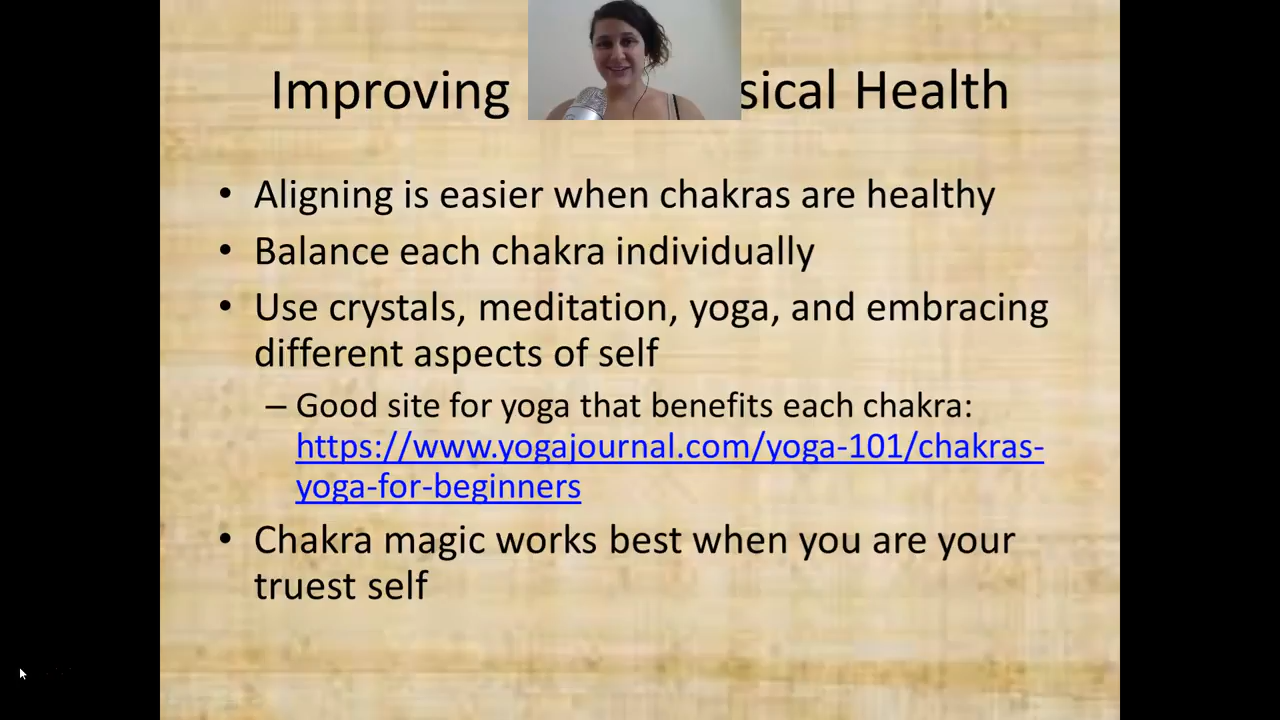 Improving sical Health
• Aligning is easier when chakras are healthy
• Balance each chakra individually
• Use crystals, meditation, yoga, and embracing
different aspects of self
– Good site for yoga that benefits each chakra:
https://www.yogajournal.com/yoga-101/chakras-
yoga-for-beginners
• Chakra magic works best when you are your
truest self